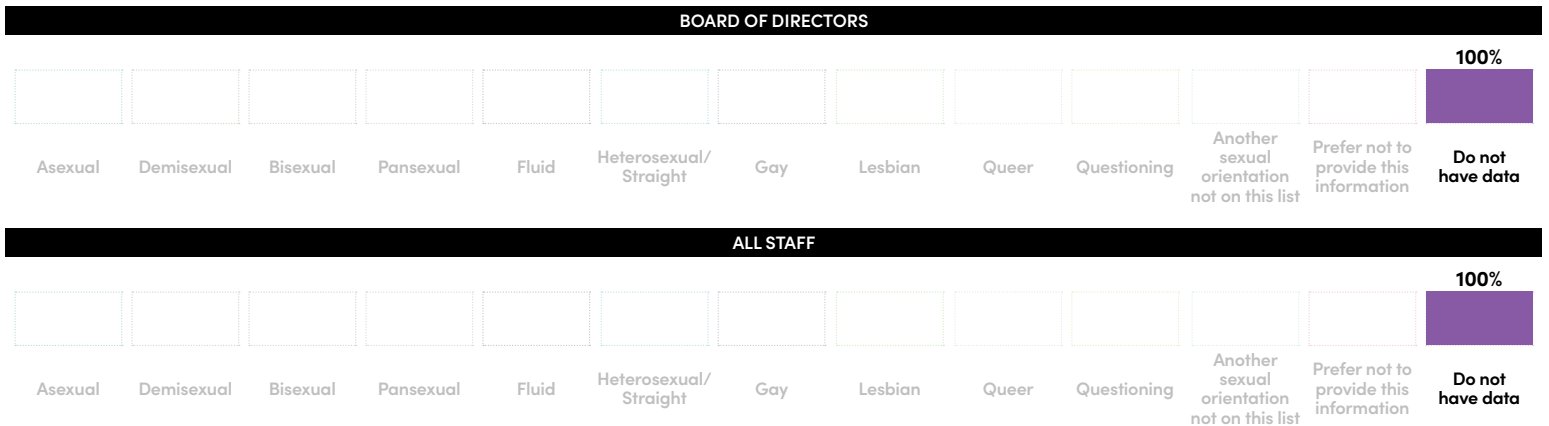 BOARD OF DIRECTORS
100%
Asexual
Demisexual
Bisexual
Pansexual
Fluid
Heterosexual/
Straight
Gay
Lesbian
Queer
Questioning
Another
sexual
orientation
not on this list
Prefer not to
provide this
information
Do not
have data
ALL STAFF
100%
Asexual
Demisexual
Bisexual
Pansexual
Fluid
Heterosexual/
Straight
Gay
Lesbian
Queer
Questioning
Another
sexual
orientation
not on this list
Prefer not to
provide this
information
Do not
have data